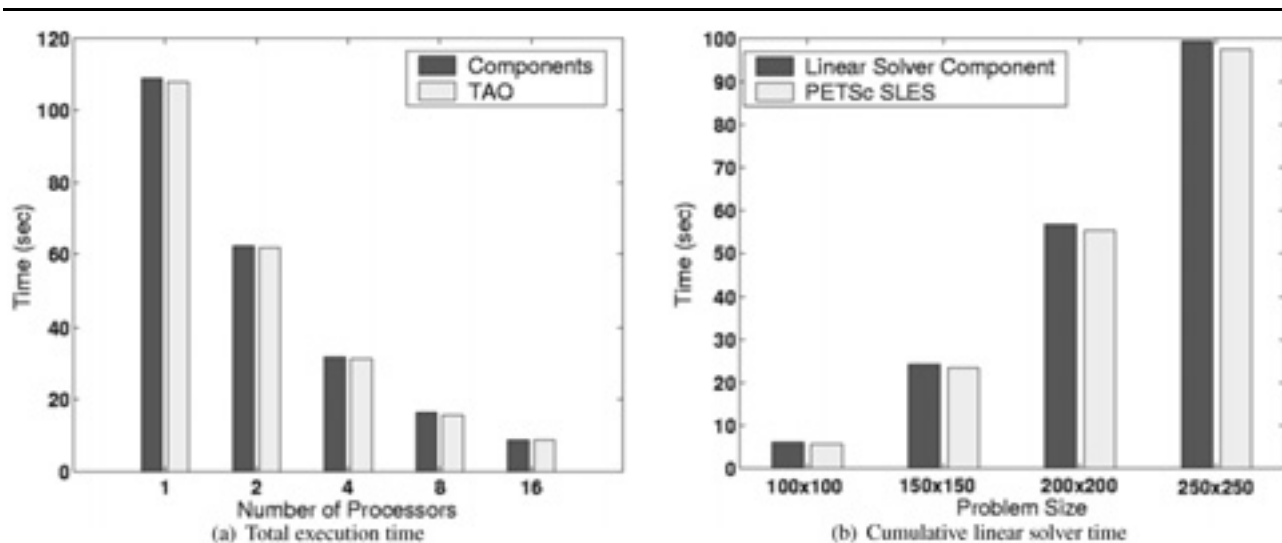 120
100
80
60
40
20
0
Time (sec)
Components
TAO
1 2 4 8 16
Number of Processors
(a) Total execution time
100
90
80
70
60
50
40
30
20
10
0
Time (sec)
Linear Solver Component
PETSc SLES
100x100 150x150 200x200 250x250
Problem Size
(b) Cumulative linear solver time